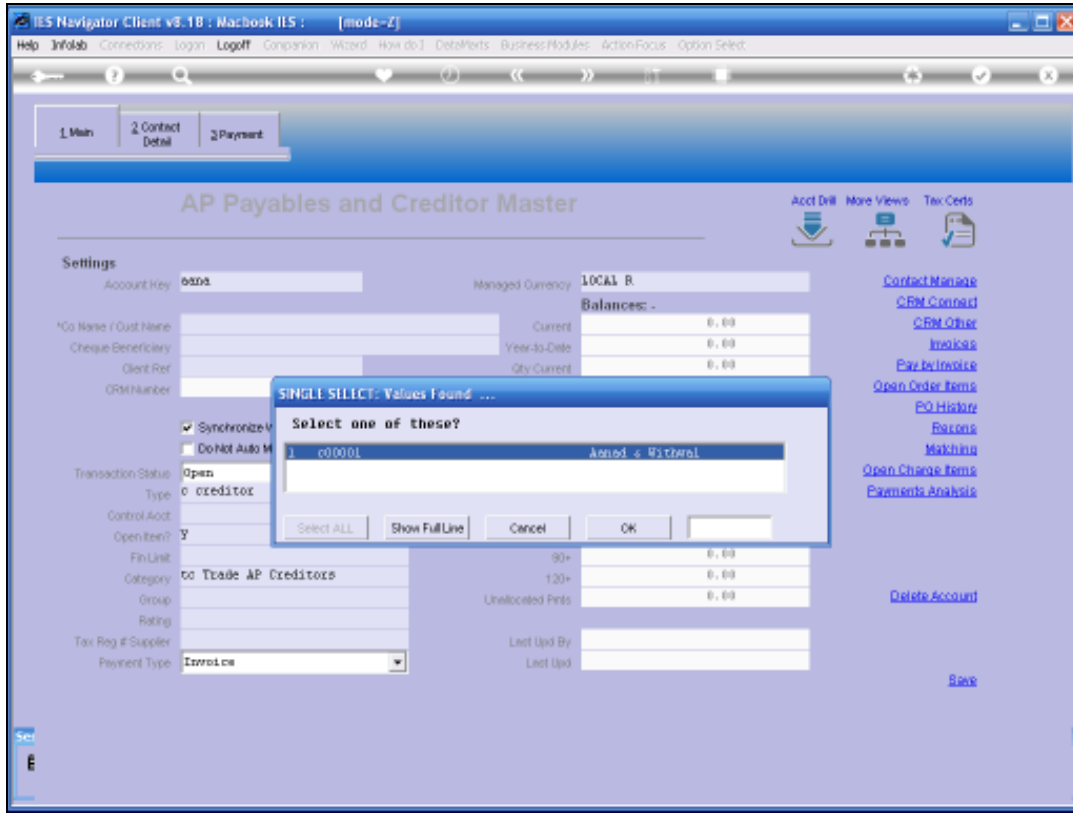 IES Navigator Client v8.18 : Macbook IES : [mode-Z]
Help Infolab Connections Logon Logoff Companion Wizard How do I DataAlerts Business Modules Action Focus Option Select
1 Main
2 Contact Detail
3 Payment
AP Payables and Creditor Master
Acct Drill More Views Tax Certs
Settings
Account Key
Managed Currency LOCAL R
Balances: -
*Co Name / Cust Name
Current 0.00
Cheque Beneficiary
Year-to-Date 0.00
Client Ref
Qty Current 0.00
CRM Number
Synchronize
Do Not Auto M
Transaction Status Open
Type c creditor
Control Acct
Open Item? Y
Fin Limit
90+ 0.00
Category tc Trade AP Creditors
120+ 0.00
Group
Unallocated Pmts 0.00
Rating
Tax Reg # Supplier
Last Upd By
Payment Type Invoice
Last Upd
SINGLE SELECT: Values Found ...
Select one of these?
1 c00001
Select ALL Show Full Line Cancel OK
Contact Manage
CRM Connect
CRM Other
Invoices
Pay by Invoice
Open Order Items
PO History
Recons
Matching
Open Charge Items
Payments Analysis
Delete Account
Save